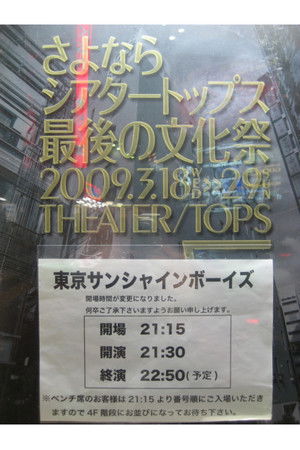 さよなら
シアタートップス
最後の文化祭
2009.3.18 WED 29 SUN
THEATER/TOPS
東京サンシャインボーイズ
開場時間が変更になりました。
何卒ご了承下さいますようお願い申し上げます。
開場 21:15
開演 21:30
終演 22:50(予定)
※ベンチ席のお客様は21:15より番号順にご入場いただき
ますので4F階段にお並びになってお待ち下さい。